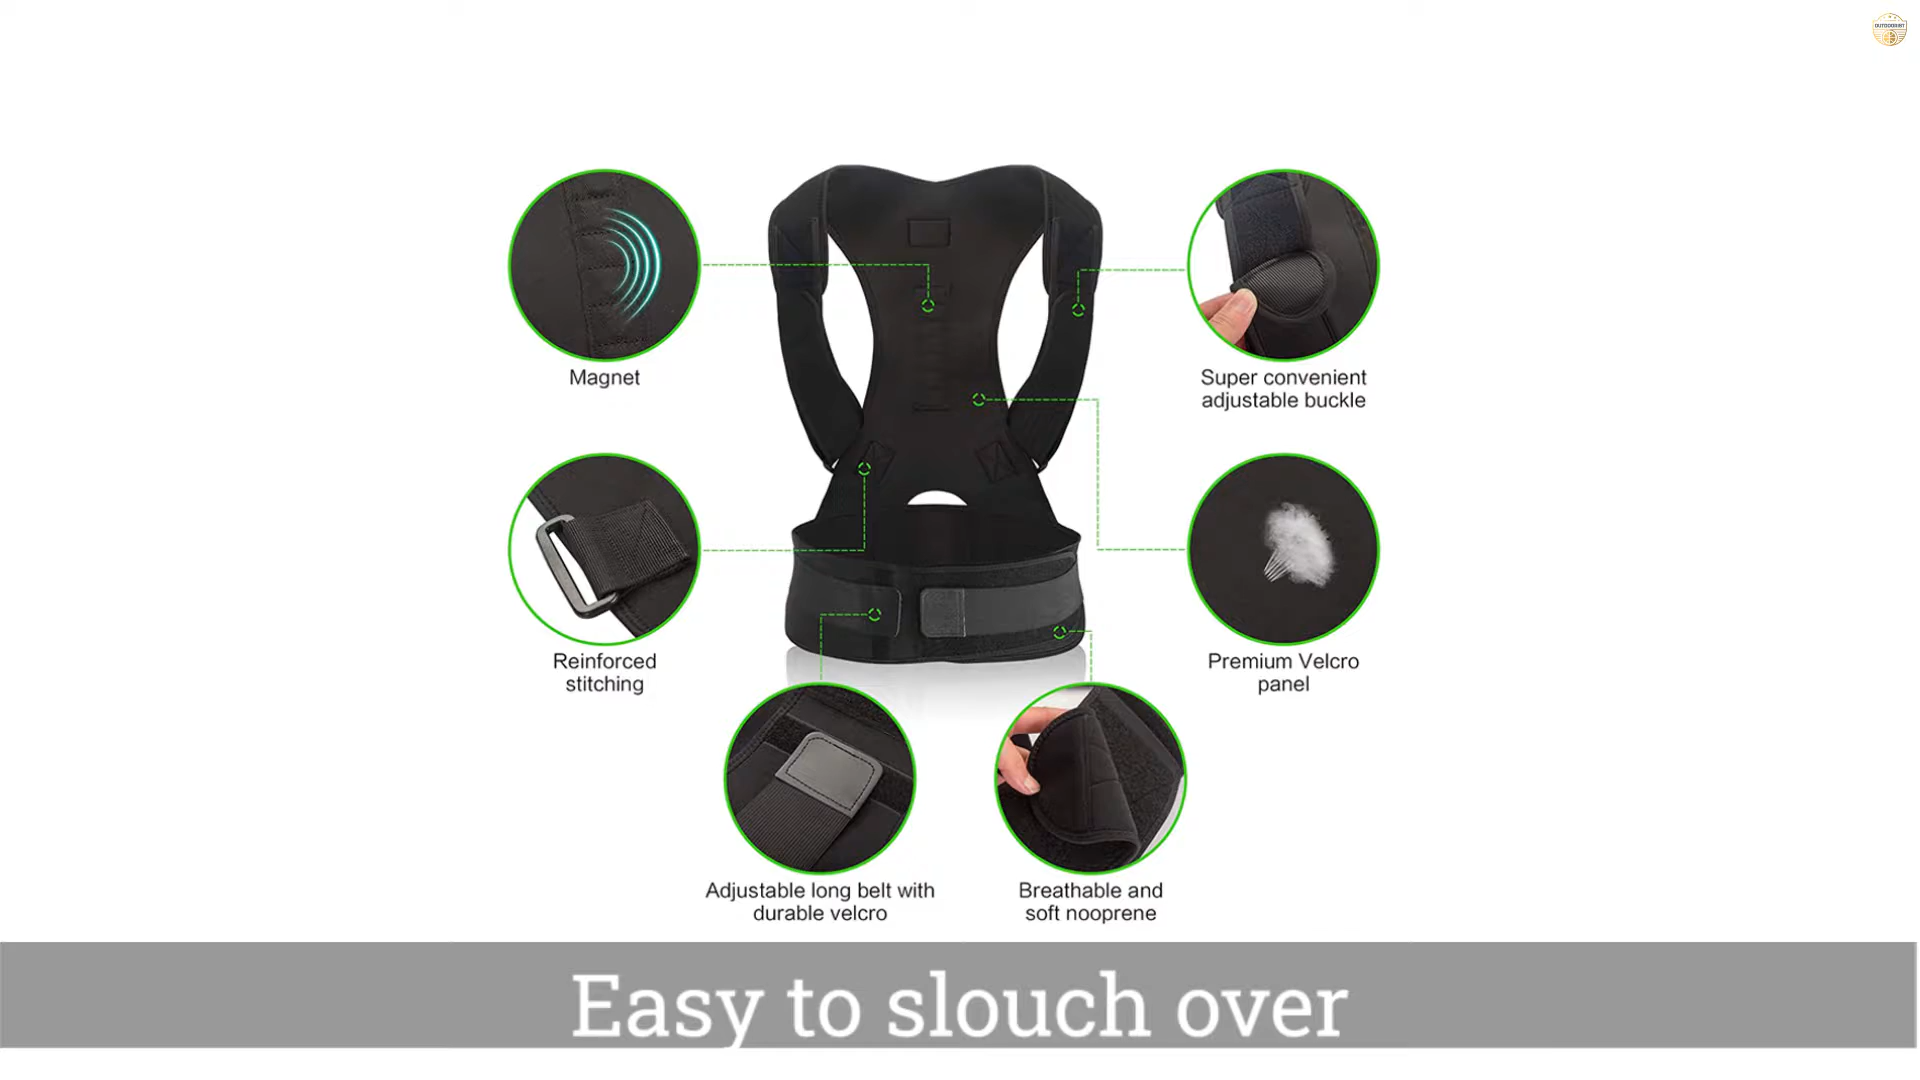 OUTDOORIST
Magnet
Super convenient
adjustable buckle
Reinforced
stitching
Premium Velcro
panel
Adjustable long belt with
durable velcro
Breathable and
soft nooprene
Easy to slouch over